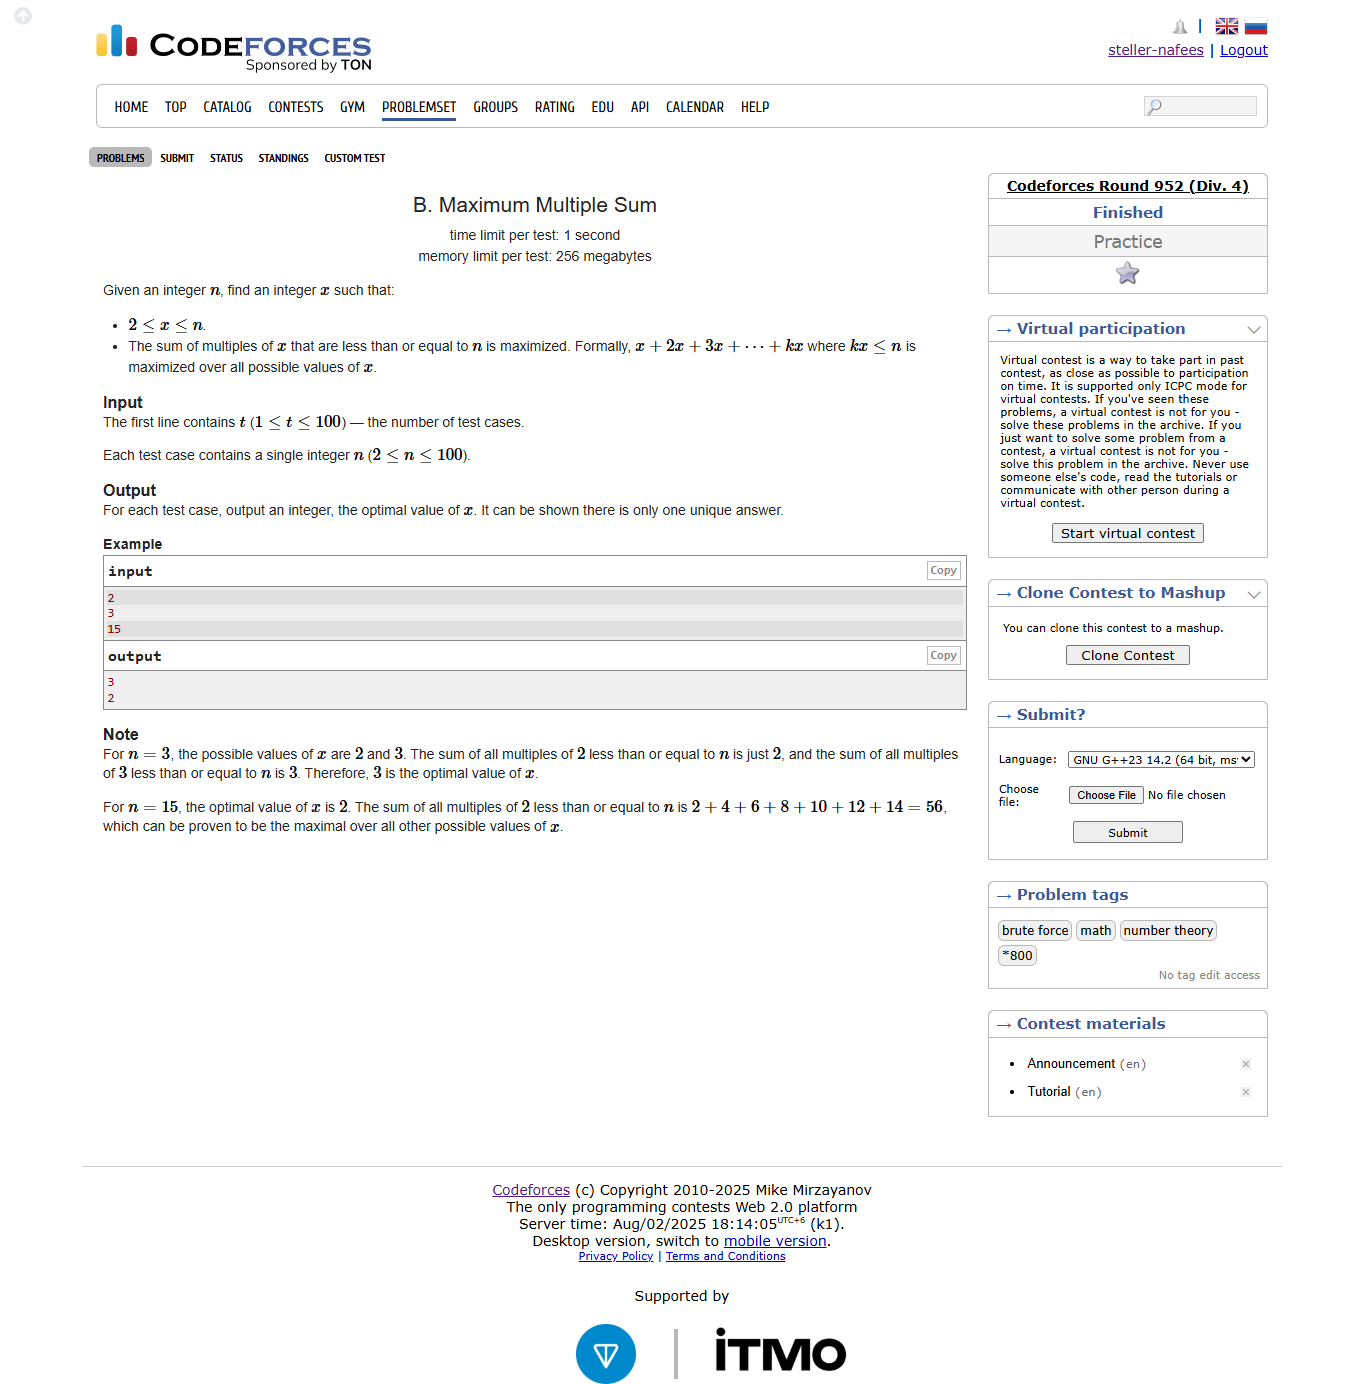 CODEFORCES
Sponsored by TON
|
steller-nafees | Logout
HOME TOP CATALOG CONTESTS GYM PROBLEMSET GROUPS RATING EDU API CALENDAR HELP
PROBLEMS SUBMIT STATUS STANDINGS CUSTOM TEST
B. Maximum Multiple Sum
time limit per test: 1 second
memory limit per test: 256 megabytes
Given an integer n, find an integer x such that:
• 2 ≤ x ≤ n.
• The sum of multiples of x that are less than or equal to n is maximized. Formally, x + 2x + 3x + ⋯ + kx where kx ≤ n is
maximized over all possible values of x.
Input
The first line contains t (1 ≤ t ≤ 100) — the number of test cases.
Each test case contains a single integer n (2 ≤ n ≤ 100).
Output
For each test case, output an integer, the optimal value of x. It can be shown there is only one unique answer.
Example
input Copy
2
3
15
output Copy
3
2
Note
For n = 3, the possible values of x are 2 and 3. The sum of all multiples of 2 less than or equal to n is just 2, and the sum of all multiples
of 3 less than or equal to n is 3. Therefore, 3 is the optimal value of x.
For n = 15, the optimal value of x is 2. The sum of all multiples of 2 less than or equal to n is 2 + 4 + 6 + 8 + 10 + 12 + 14 = 56,
which can be proven to be the maximal over all other possible values of x.
Codeforces Round 952 (Div. 4)
Finished
Practice
→ Virtual participation
Virtual contest is a way to take part in past
contest, as close as possible to participation
on time. It is supported only ICPC mode for
virtual contests. If you've seen these
problems, a virtual contest is not for you -
solve these problems in the archive. If you
just want to solve some problem from a
contest, a virtual contest is not for you -
solve this problem in the archive. Never use
someone else's code, read the tutorials or
communicate with other person during a
virtual contest.
Start virtual contest
→ Clone Contest to Mashup
You can clone this contest to a mashup.
Clone Contest
→ Submit?
Language: GNU G++23 14.2 (64 bit, ms
Choose
file: Choose File No file chosen
Submit
→ Problem tags
brute force math number theory
*800
No tag edit access
→ Contest materials
• Announcement (en) ×
• Tutorial (en) ×
Codeforces (c) Copyright 2010-2025 Mike Mirzayanov
The only programming contests Web 2.0 platform
Server time: Aug/02/2025 18:14:05 UTC+6 (k1).
Desktop version, switch to mobile version.
Privacy Policy | Terms and Conditions
Supported by
iTMO